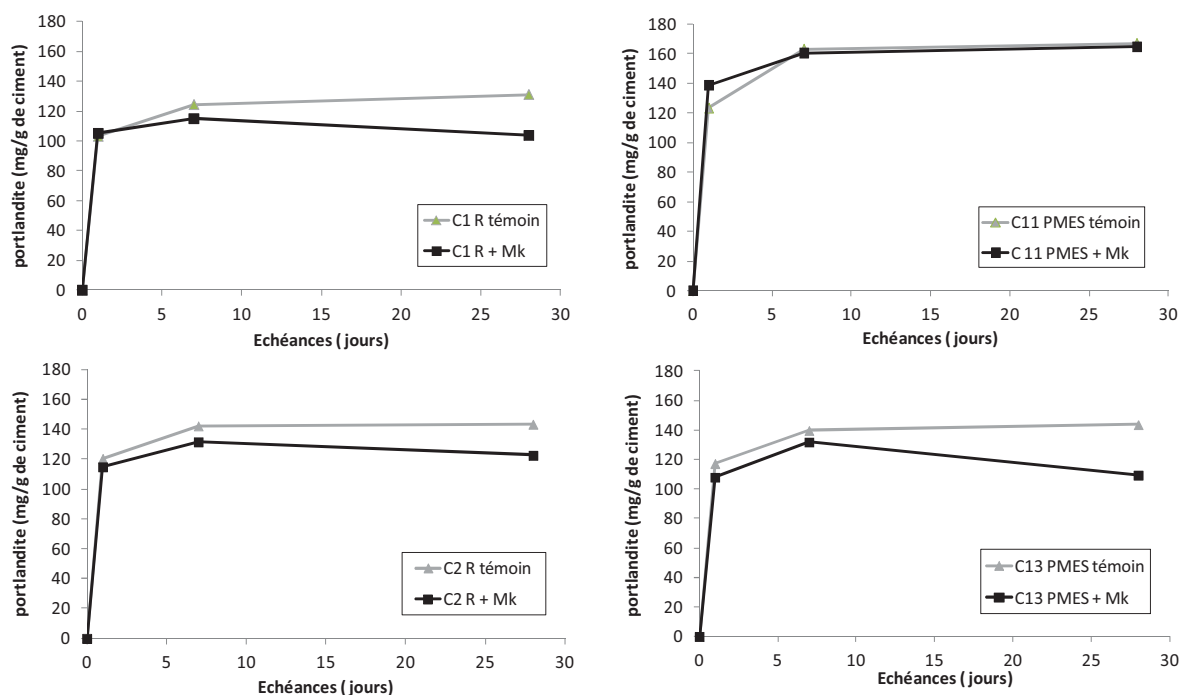 portlandite (mg/g de ciment)
180
160
140
120
100
80
60
40
20
0
C1 R témoin
C1 R + Mk
0 5 10 15 20 25 30
Echéances ( jours)
portlandite (mg/g de ciment)
180
160
140
120
100
80
60
40
20
0
C11 PMES témoin
C 11 PMES + Mk
0 5 10 15 20 25 30
Echéances ( jours)
portlandite (mg/g de ciment)
180
160
140
120
100
80
60
40
20
0
C2 R témoin
C2 R + Mk
0 5 10 15 20 25 30
Echéances ( jours)
portlandite (mg/g de ciment)
180
160
140
120
100
80
60
40
20
0
C13 PMES témoin
C13 PMES + Mk
0 5 10 15 20 25 30
Echéances ( jours)